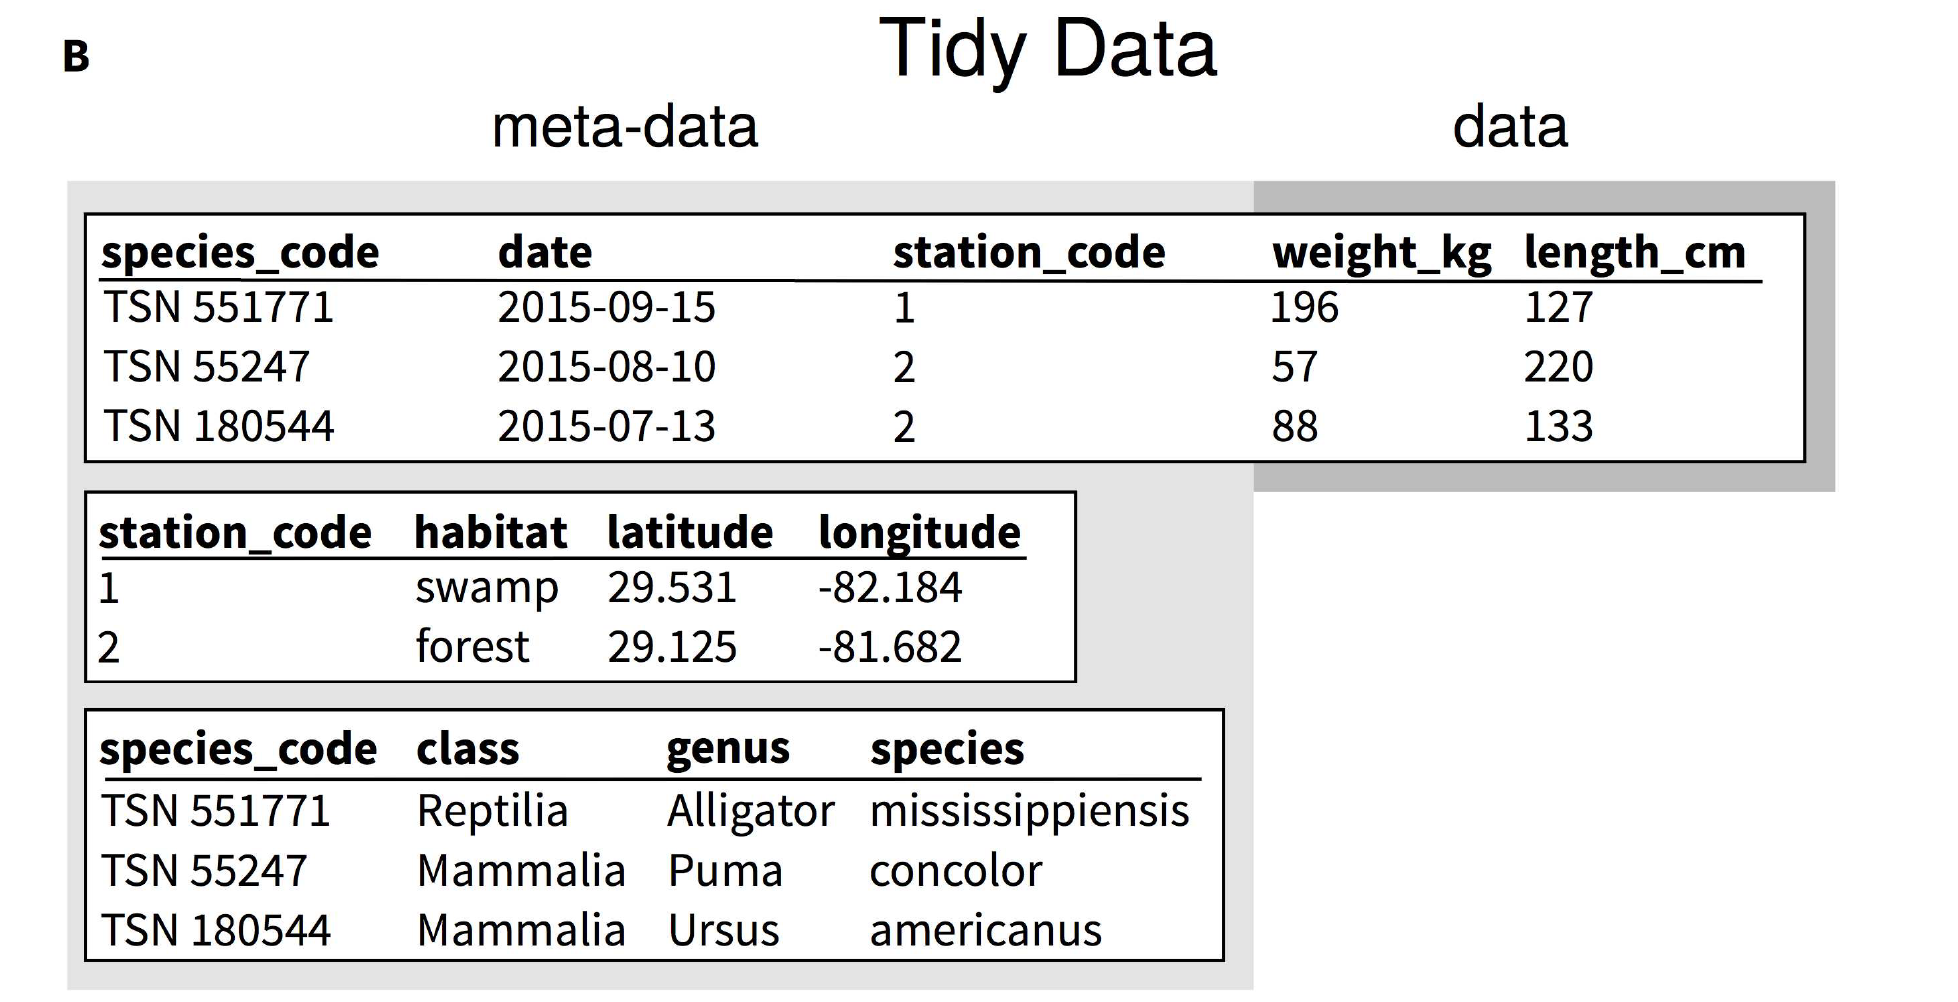 B
Tidy Data
meta-data data
species_code date station_code weight_kg length_cm
TSN 551771 2015-09-15 1 196 127
TSN 55247 2015-08-10 2 57 220
TSN 180544 2015-07-13 2 88 133
station_code habitat latitude longitude
1 swamp 29.531 -82.184
2 forest 29.125 -81.682
species_code class genus species
TSN 551771 Reptilia Alligator mississippiensis
TSN 55247 Mammalia Puma concolor
TSN 180544 Mammalia Ursus americanus